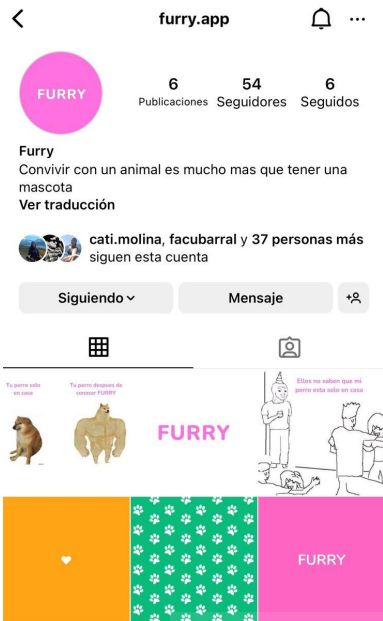 furry.app
FURRY
6
54
6
Publicaciones
Seguidores
Seguidos
Furry
Convivir con un animal es mucho mas que tener una
mascota
Ver traducción
cati.molina, facubarral y 37 personas más
siguen esta cuenta
Siguiendo
Mensaje
Tu perro solo
en casa
Tu perro despues de
conocer FURRY
FURRY
Ellos no saben que mi
perro esta solo en casa
FURRY